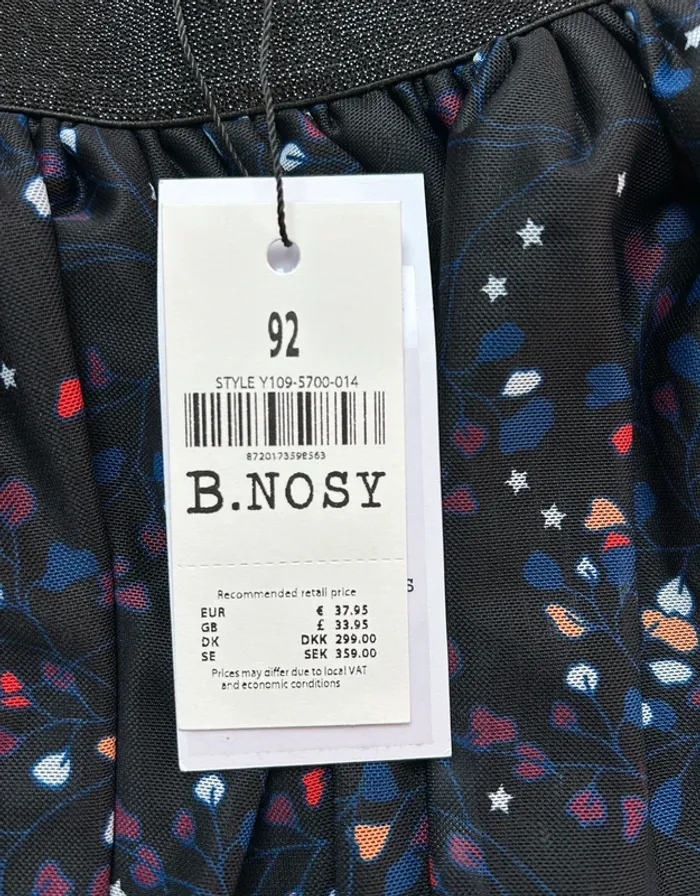 92
STYLE Y109-5700-014
8720173598563
B.NOSY
Recommended retail price
EUR € 37.95
GB £ 33.95
DK DKK 299.00
SE SEK 359.00
Prices may differ due to local VAT
and economic conditions
S